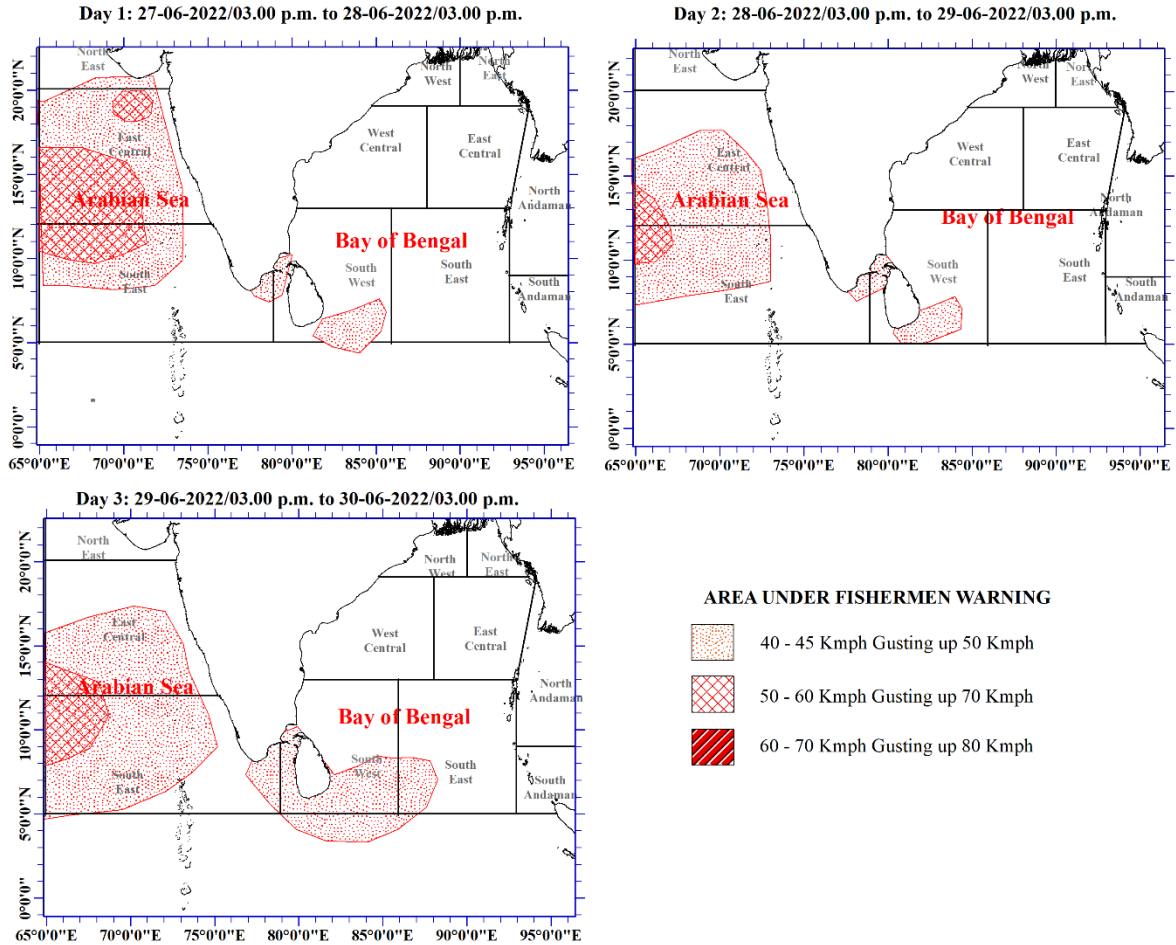 Day 1: 27-06-2022/03.00 p.m. to 28-06-2022/03.00 p.m.
North
East
North
West
North
East
West
Central
East
Central
East
Central
Arabian Sea
North
Andaman
Bay of Bengal
South
West
South
East
South
East
South
Andaman
20°0'0"N
15°0'0"N
10°0'0"N
5°0'0"N
0°0'0"
65°0'0"E 70°0'0"E 75°0'0"E 80°0'0"E 85°0'0"E 90°0'0"E 95°0'0"E
Day 2: 28-06-2022/03.00 p.m. to 29-06-2022/03.00 p.m.
North
East
North
West
North
East
West
Central
East
Central
East
Central
Arabian Sea
North
Andaman
Bay of Bengal
South
West
South
East
South
East
South
Andaman
20°0'0"N
15°0'0"N
10°0'0"N
5°0'0"N
0°0'0"
65°0'0"E 70°0'0"E 75°0'0"E 80°0'0"E 85°0'0"E 90°0'0"E 95°0'0"E
Day 3: 29-06-2022/03.00 p.m. to 30-06-2022/03.00 p.m.
North
East
North
West
North
East
East
Central
West
Central
East
Central
Arabian Sea
North
Andaman
Bay of Bengal
South
East
South
West
South
East
South
Andaman
20°0'0"N
15°0'0"N
10°0'0"N
5°0'0"N
0°0'0"
65°0'0"E 70°0'0"E 75°0'0"E 80°0'0"E 85°0'0"E 90°0'0"E 95°0'0"E
AREA UNDER FISHERMEN WARNING
40 - 45 Kmph Gusting up 50 Kmph
50 - 60 Kmph Gusting up 70 Kmph
60 - 70 Kmph Gusting up 80 Kmph